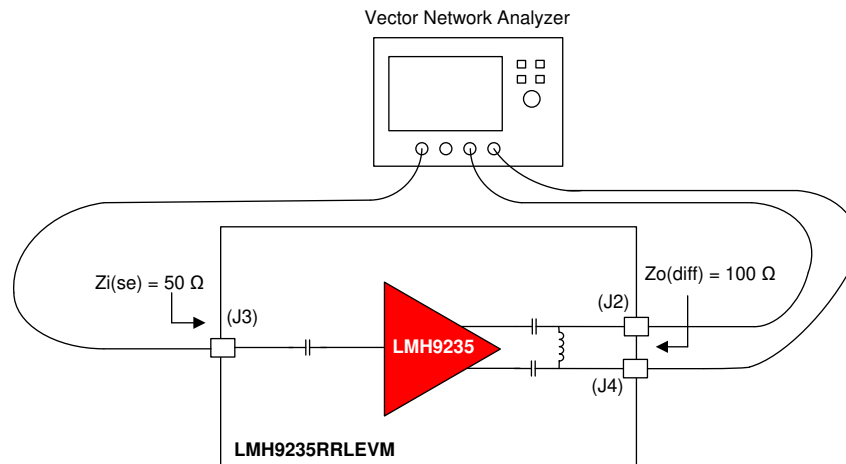 Vector Network Analyzer
Zi(se) = 50 Ω
(J3)
LMH9235
(J2)
Zo(diff) = 100 Ω
(J4)
LMH9235RRLEVM